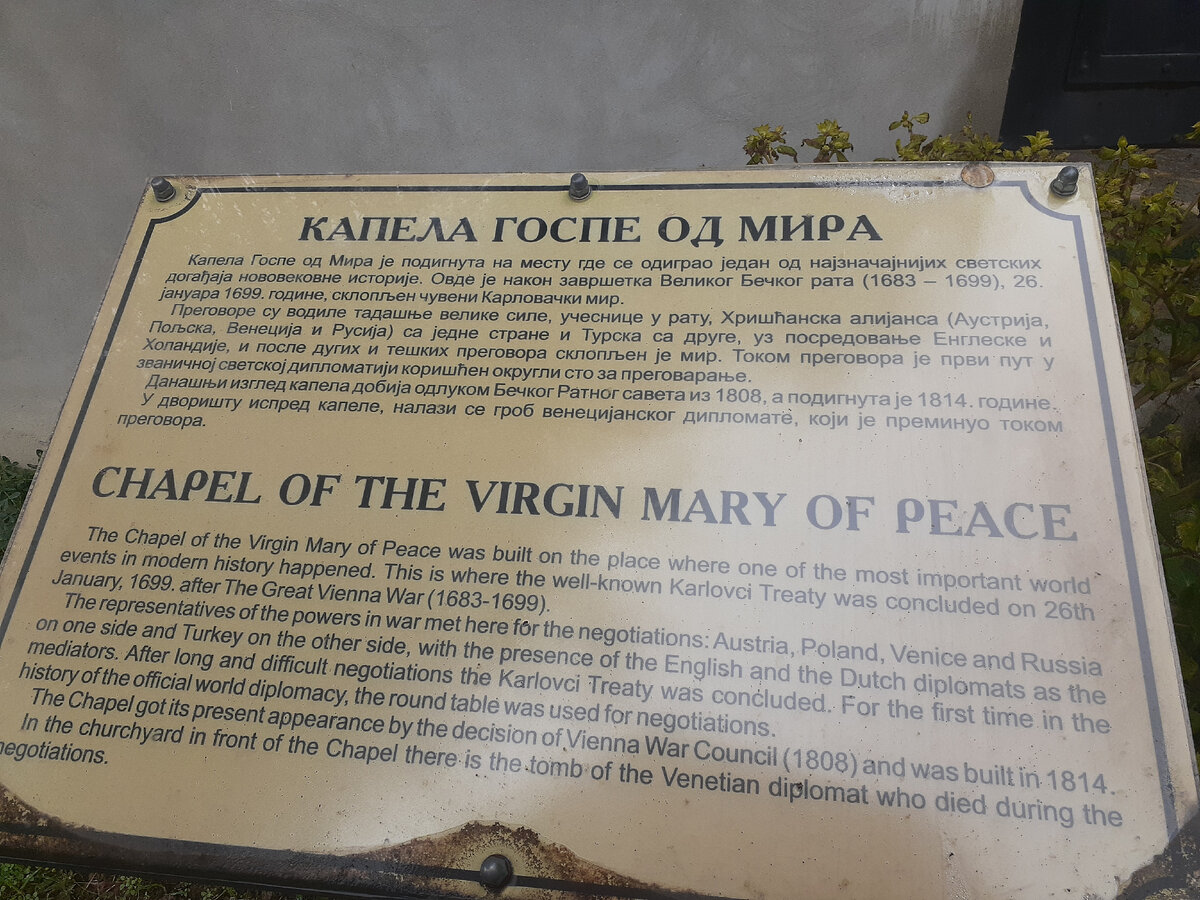 КАПЕЛА ГОСПЕ ОД МИРА
Капела Госпе од Мира је подигнута на месту где се одиграо један од најзначајнијих светских
догађаја нововековне историје. Овде је након завршетка Великог Бечког рата (1683 – 1699), 26.
јануара 1699. године, склопљен чувени Карловачки мир.
Преговоре су водиле тадашње велике силе, учеснице у рату, Хришћанска алијанса (Аустрија,
Пољска, Венеција и Русија) са једне стране и Турска са друге, уз посредовање Енглеске и
Холандије, и после дугих и тешких преговора склопљен је мир. Током преговора је први пут у
званичној светској дипломатији коришћен округли сто за преговарање.
Данашњи изглед капела добија одлуком Бечког Ратног савета из 1808, а подигнута је 1814. године.
У дворишту испред капеле, налази се гроб венецијанског дипломате, који је преминуо током
преговора.
CHAPEL OF THE VIRGIN MARY OF PEACE
The Chapel of the Virgin Mary of Peace was built on the place where one of the most important world
events in modern history happened. This is where the well-known Karlovci Treaty was concluded on 26th
January, 1699. after The Great Vienna War (1683-1699).
The representatives of the powers in war met here for the negotiations: Austria, Poland, Venice and Russia
on one side and Turkey on the other side, with the presence of the English and the Dutch diplomats as the
mediators. After long and difficult negotiations the Karlovci Treaty was concluded. For the first time in the
history of the official world diplomacy, the round table was used for negotiations.
The Chapel got its present appearance by the decision of Vienna War Council (1808) and was built in 1814.
In the churchyard in front of the Chapel there is the tomb of the Venetian diplomat who died during the
negotiations.